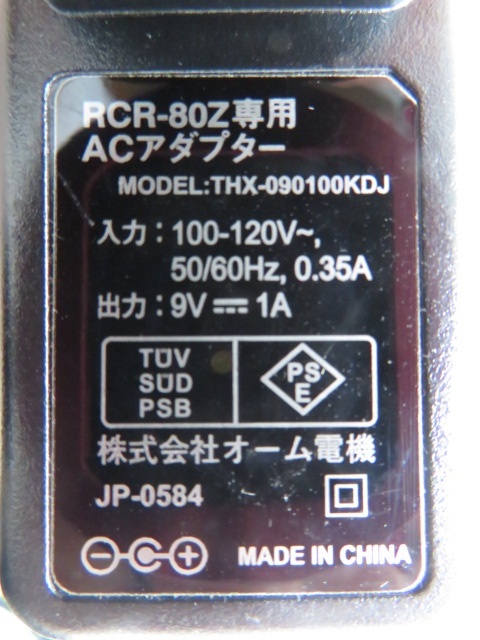 RCR-80Z専用
ACアダプター
MODEL:THX-090100KDJ
入力：100-120V~,
50/60Hz, 0.35A
出力：9V⎓1A
TÜV
SÜD
PSB
PS
E
株式会社オーム電機
JP-0584
MADE IN CHINA